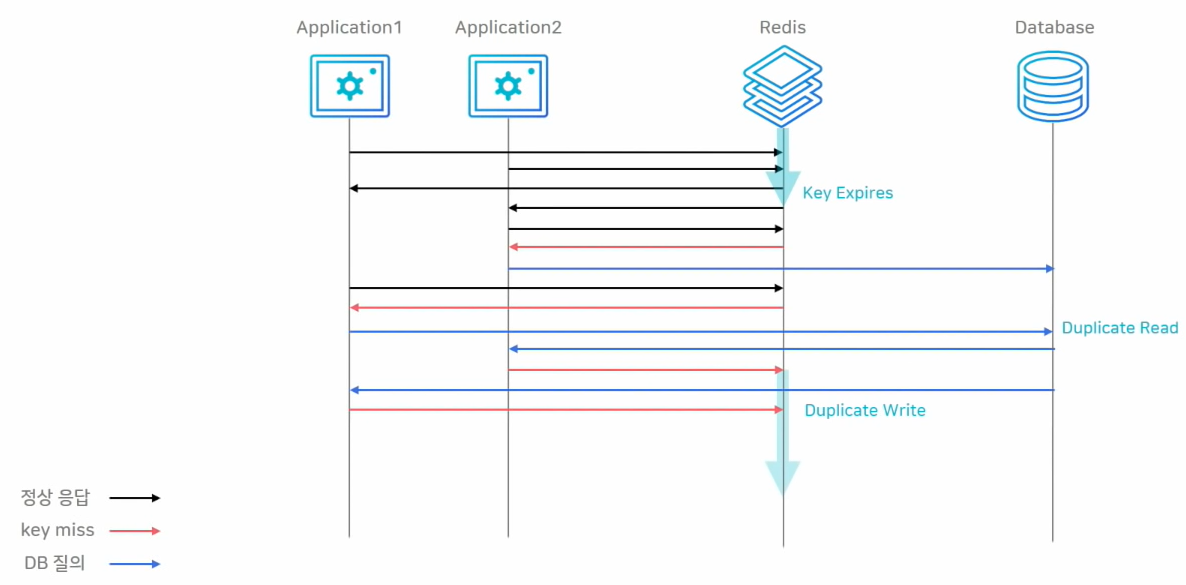 Application1
Application2
Redis
Database
Key Expires
Duplicate Read
Duplicate Write
정상 응답
key miss
DB 질의